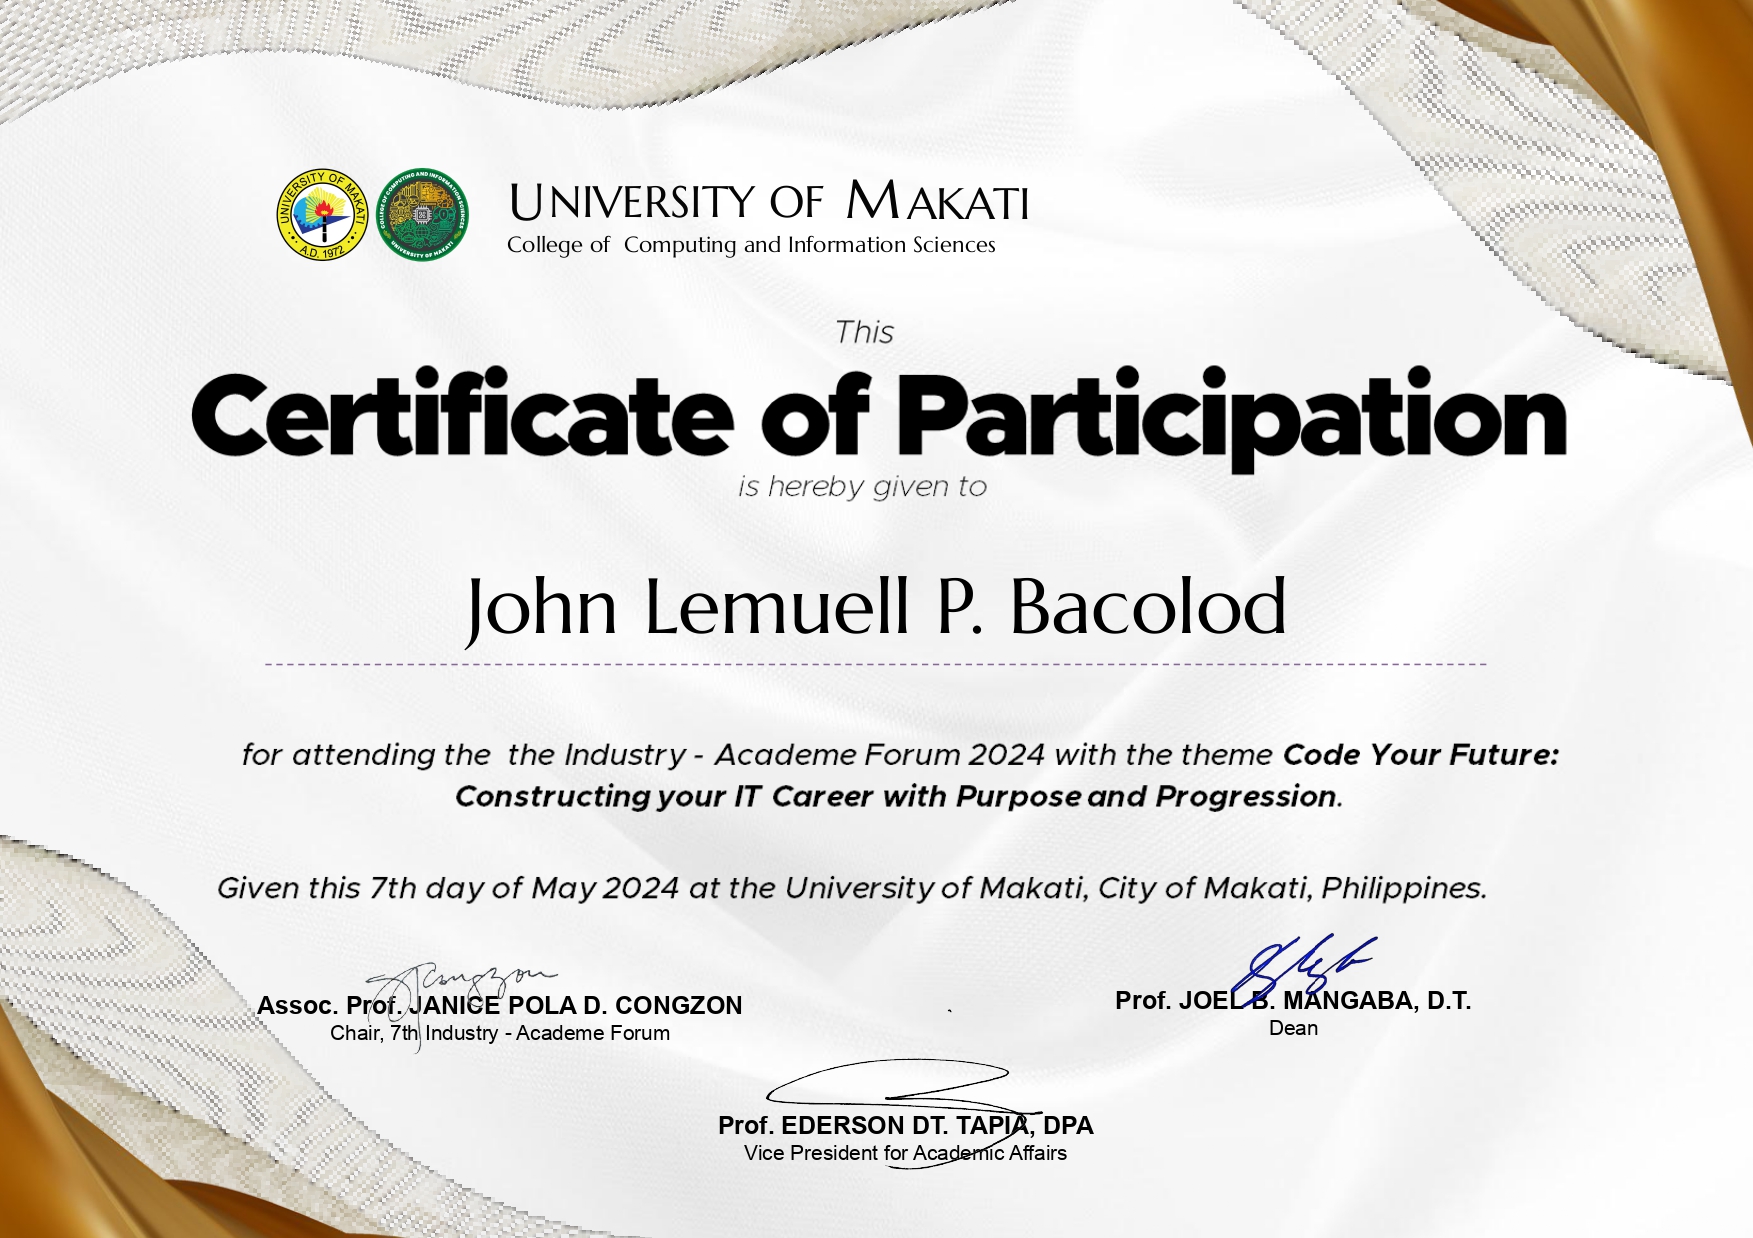 UNIVERSITY OF MAKATI
A.D. 1972
COLLEGE OF COMPUTING AND INFORMATION SCIENCES
UNIVERSITY OF MAKATI
UNIVERSITY OF MAKATI
College of Computing and Information Sciences
This
Certificate of Participation
is hereby given to
John Lemuell P. Bacolod
for attending the the Industry - Academe Forum 2024 with the theme Code Your Future:
Constructing your IT Career with Purpose and Progression.
Given this 7th day of May 2024 at the University of Makati, City of Makati, Philippines.
Assoc. Prof. JANICE POLA D. CONGZON
Chair, 7th Industry - Academe Forum
Prof. JOEL B. MANGABA, D.T.
Dean
Prof. EDERSON DT. TAPIA, DPA
Vice President for Academic Affairs